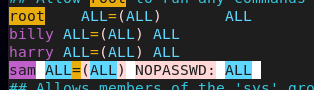 ## Allow root to run any commands
root ALL=(ALL) ALL
billy ALL=(ALL) ALL
harry ALL=(ALL) ALL
sam ALL=(ALL) NOPASSWD: ALL
## Allows members of the 'sys' gro